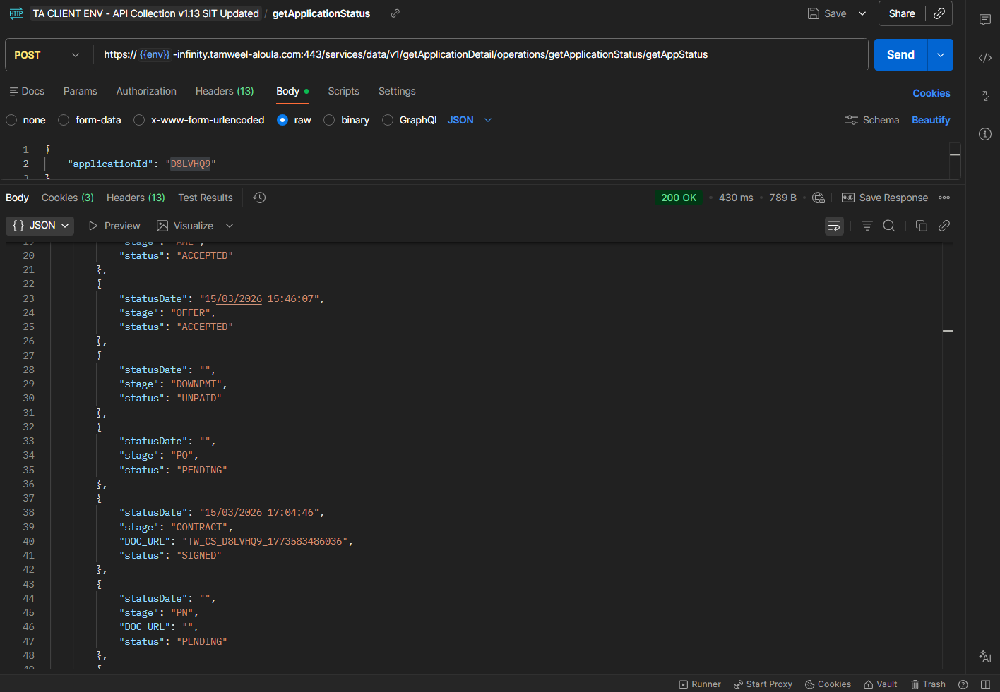 HTTP TA CLIENT ENV - API Collection v1.13 SIT Updated / getApplicationStatus Save Share
POST https:// {{env}} -infinity.tamweel-aloula.com:443/services/data/v1/getApplicationDetail/operations/getApplicationStatus/getAppStatus Send
Docs Params Authorization Headers (13) Body Scripts Settings Cookies
none form-data x-www-form-urlencoded raw binary GraphQL JSON Schema Beautify
1 {
2 "applicationId": "D8LVHQ9"
3 }
Body Cookies (3) Headers (13) Test Results 200 OK 430 ms 789 B e.g. Save Response
{} JSON Preview Visualize
19 "stage": "AML",
20 "status": "ACCEPTED"
21 },
22 {
23 "statusDate": "15/03/2026 15:46:07",
24 "stage": "OFFER",
25 "status": "ACCEPTED"
26 },
27 {
28 "statusDate": "",
29 "stage": "DOWNPMT",
30 "status": "UNPAID"
31 },
32 {
33 "statusDate": "",
34 "stage": "PO",
35 "status": "PENDING"
36 },
37 {
38 "statusDate": "15/03/2026 17:04:46",
39 "stage": "CONTRACT",
40 "DOC_URL": "TW_CS_D8LVHQ9_1773583486036",
41 "status": "SIGNED"
42 },
43 {
44 "statusDate": "",
45 "stage": "PN",
46 "DOC_URL": "",
47 "status": "PENDING"
48 },
49 {
AI
Runner Start Proxy Cookies Vault Trash